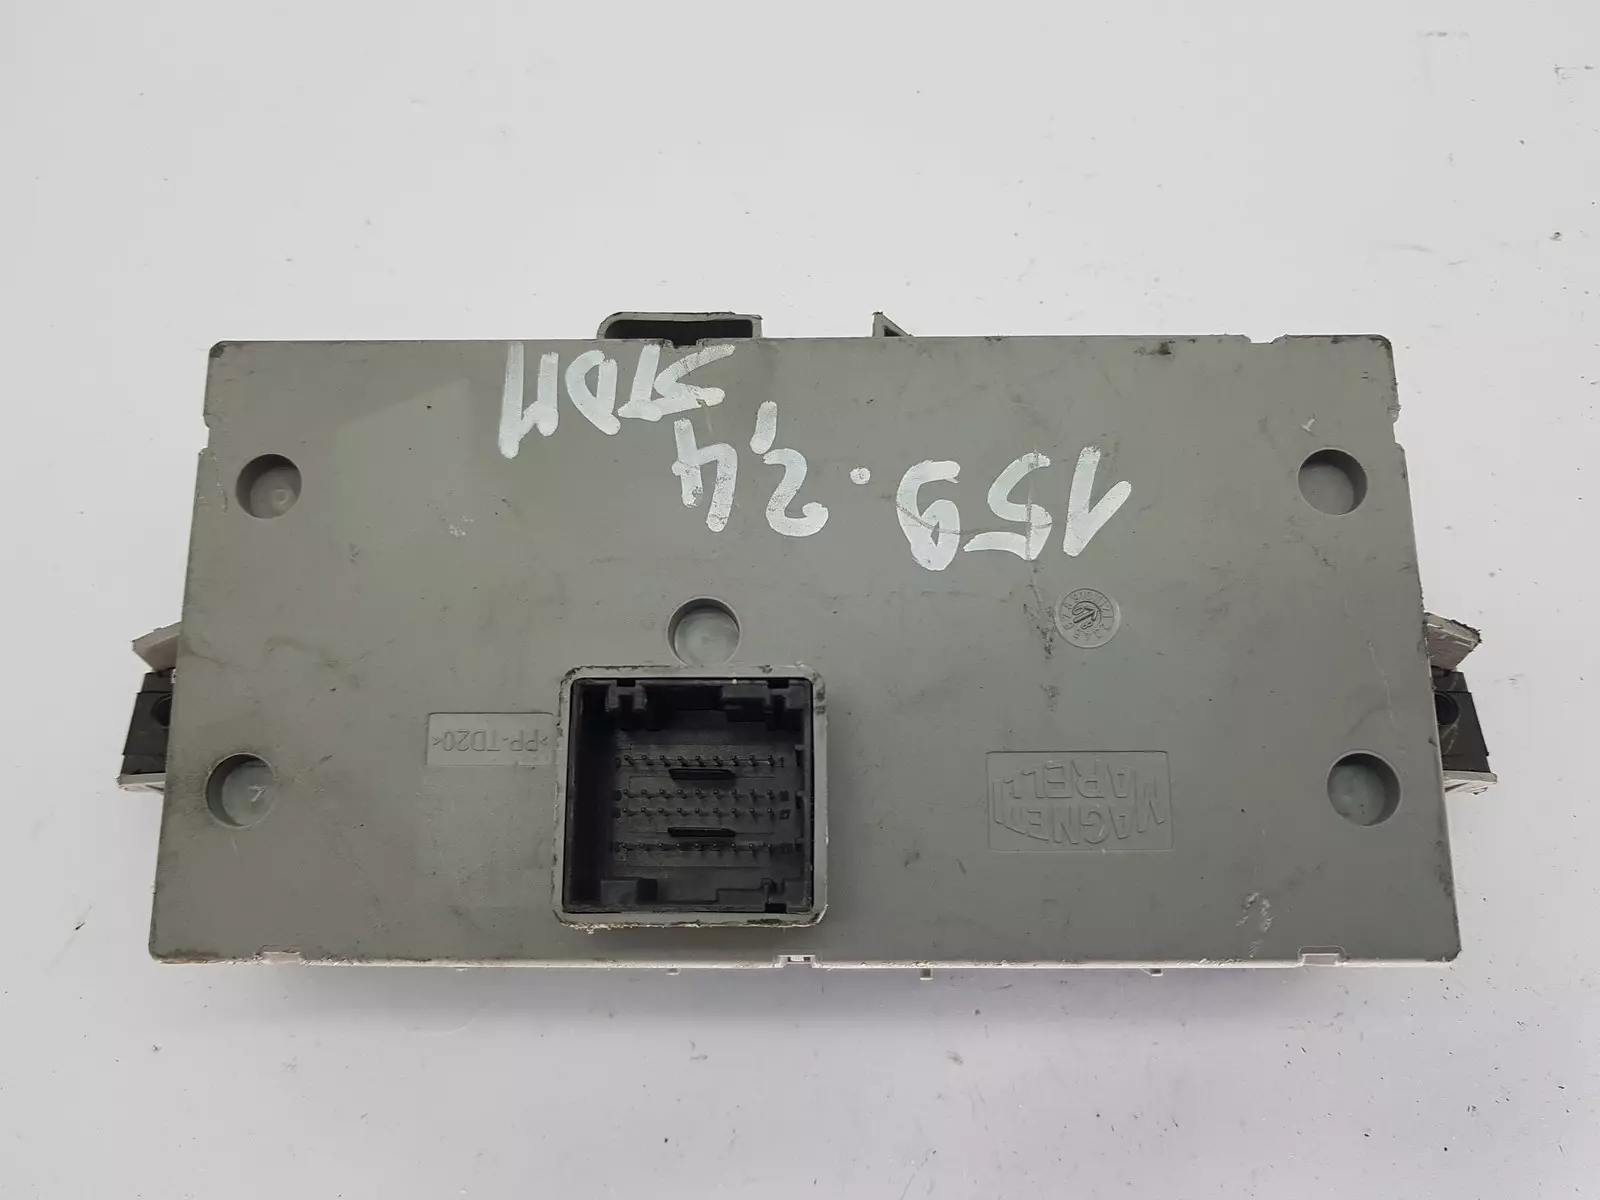 MAGNETI
MARELLI
>PP-TD20<
159. 2,4
JTDM